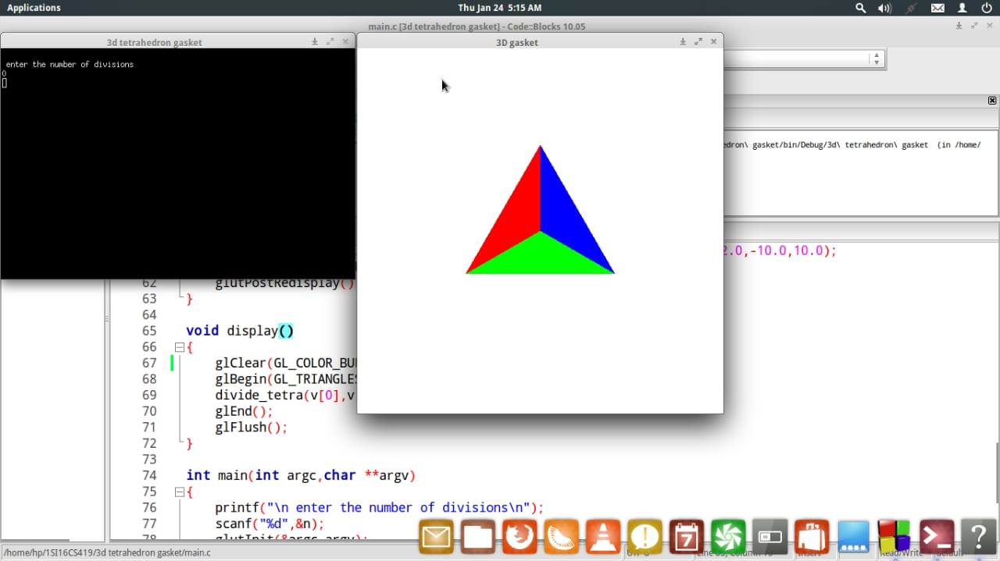 Applications
Thu Jan 24 5:15 AM
main.c [3d tetrahedron gasket] - Code::Blocks 10.05
3d tetrahedron gasket
3D gasket
enter the number of divisions
0
edron\ gasket/bin/Debug/3d\ tetrahedron\ gasket (in /home/
2.0,-10.0,10.0);
62 glutPostRedisplay()
63 }
64
65 void display()
66 {
67 glClear(GL_COLOR_BU
68 glBegin(GL_TRIANGLES
69 divide_tetra(v[0],v
70 glEnd();
71 glFlush();
72 }
73
74 int main(int argc,char **argv)
75 {
76 printf("\n enter the number of divisions\n");
77 scanf("%d",&n);
78 glutInit(&argc,argv);
7
?
/home/hp/1SI16CS419/3d tetrahedron gasket/main.c
Insert
Read/Write
default